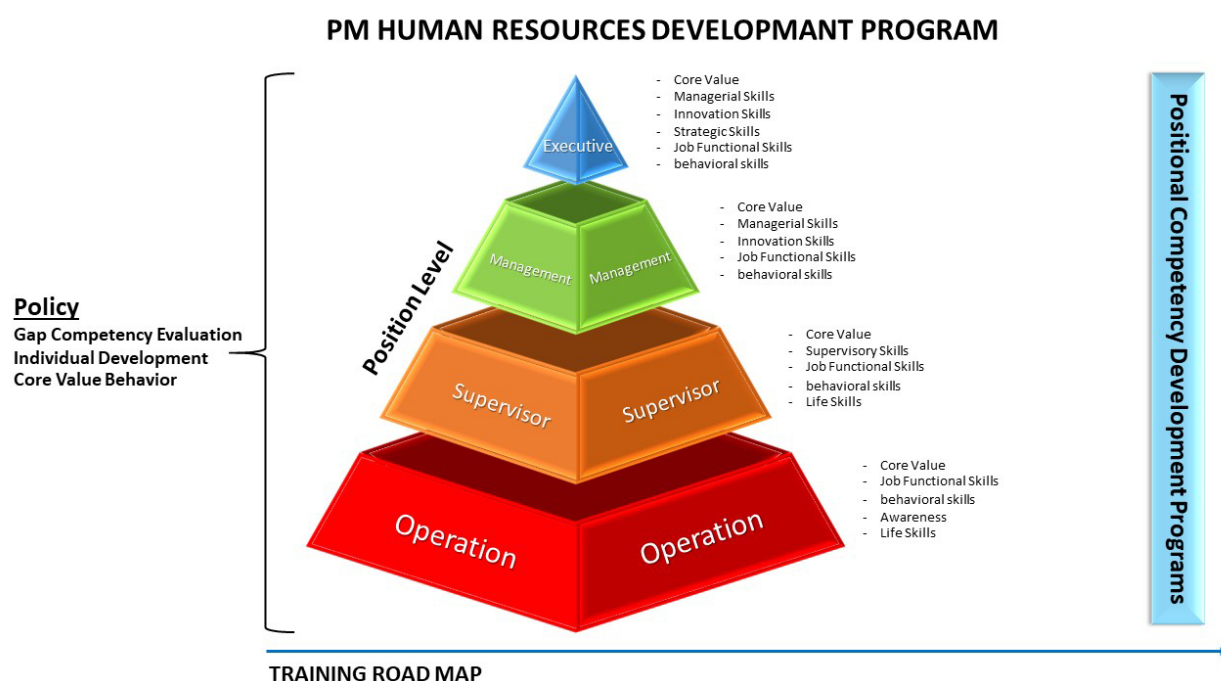 PM HUMAN RESOURCES DEVELOPMANT PROGRAM
- Core Value
- Managerial Skills
- Innovation Skills
- Strategic Skills
- Job Functional Skills
- behavioral skills
Executive
- Core Value
- Managerial Skills
- Innovation Skills
- Job Functional Skills
- behavioral skills
Management
Management
Position Level
Policy
Gap Competency Evaluation
Individual Development
Core Value Behavior
- Core Value
- Supervisory Skills
- Job Functional Skills
- behavioral skills
- Life Skills
Supervisor
Supervisor
- Core Value
- Job Functional Skills
- behavioral skills
- Awareness
- Life Skills
Operation
Operation
Positional Competency Development Programs
TRAINING ROAD MAP